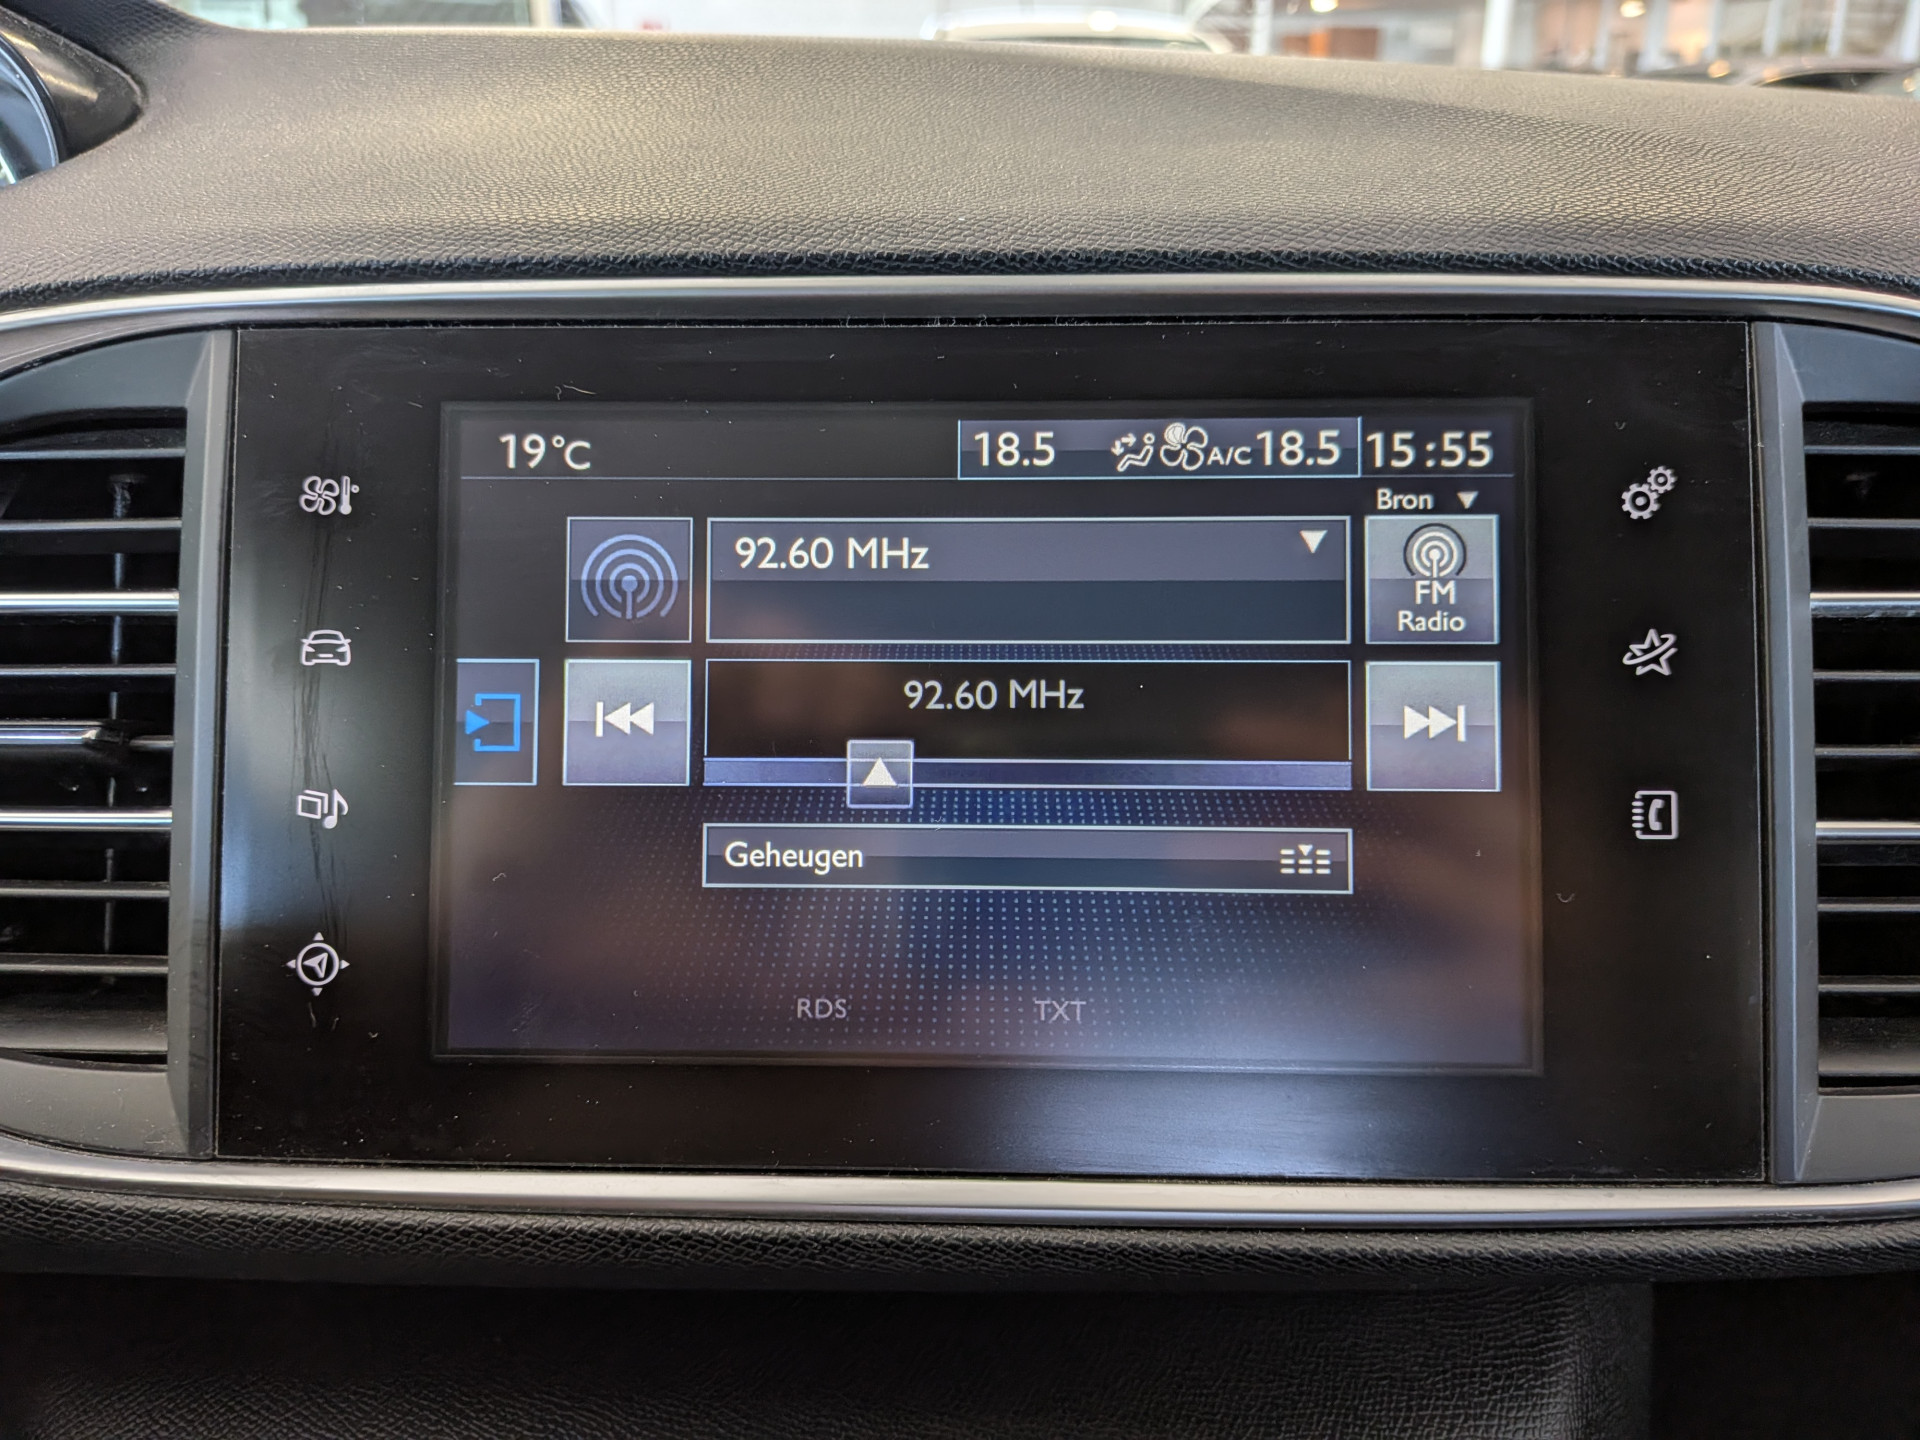 19°C
18.5 A/C 18.5 15:55
Bron
92.60 MHz
FM
Radio
92.60 MHz
Geheugen
RDS TXT